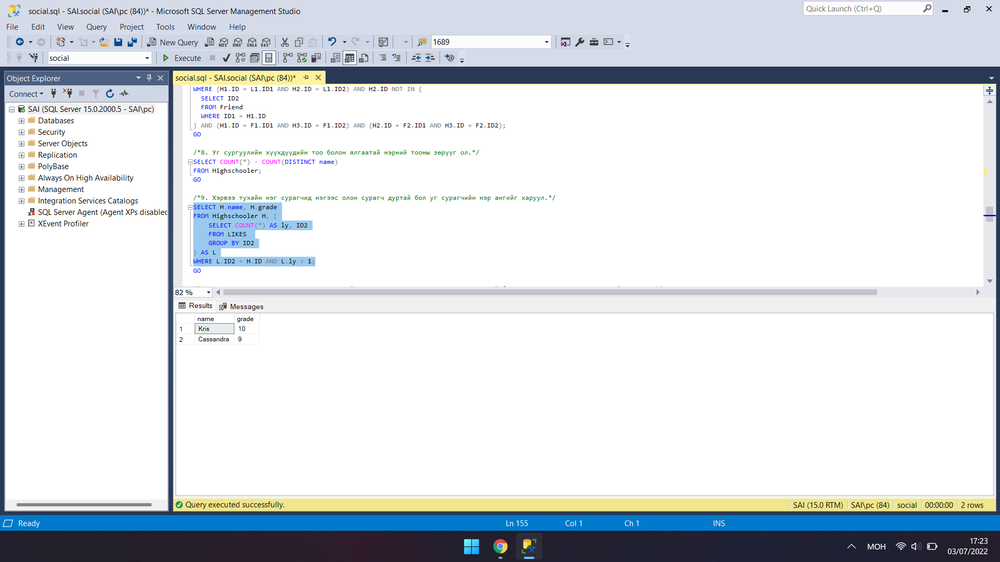 social.sql - SAI.social (SAI\pc (84))* - Microsoft SQL Server Management Studio
Quick Launch (Ctrl+Q)
File Edit View Query Project Tools Window Help
New Query MDX DMX XMLA DAX 1689
social Execute
Object Explorer
social.sql - SAI.social (SAI\pc (84))*
Connect
SAI (SQL Server 15.0.2000.5 - SAI\pc)
Databases
Security
Server Objects
Replication
PolyBase
Always On High Availability
Management
Integration Services Catalogs
SQL Server Agent (Agent XPs disabled
XEvent Profiler
WHERE (H1.ID = L1.ID1 AND H2.ID = L1.ID2) AND H2.ID NOT IN (
SELECT ID2
FROM Friend
WHERE ID1 = H1.ID
) AND (H1.ID = F1.ID1 AND H3.ID = F1.ID2) AND (H2.ID = F2.ID1 AND H3.ID = F2.ID2);
GO
/*8. Уг сургуулийн хүүхдүүдийн тоо болон ялгаатай нэрний тооны зөрүүг ол.*/
SELECT COUNT(*) - COUNT(DISTINCT name)
FROM Highschooler;
GO
/*9. Хэрвээ тухайн нэг сурагчид нэгээс олон сурагч дуртай бол уг сурагчийн нэр ангийг харуул.*/
SELECT H.name, H.grade
FROM Highschooler H, (
SELECT COUNT(*) AS ly, ID2
FROM LIKES
GROUP BY ID2
) AS L
WHERE L.ID2 = H.ID AND L.ly > 1;
GO
82 %
Results Messages
name grade
1 Kris 10
2 Cassandra 9
Query executed successfully.
SAI (15.0 RTM) SAI\pc (84) social 00:00:00 2 rows
Ready Ln 155 Col 1 Ch 1 INS
МОН
17:23
03/07/2022